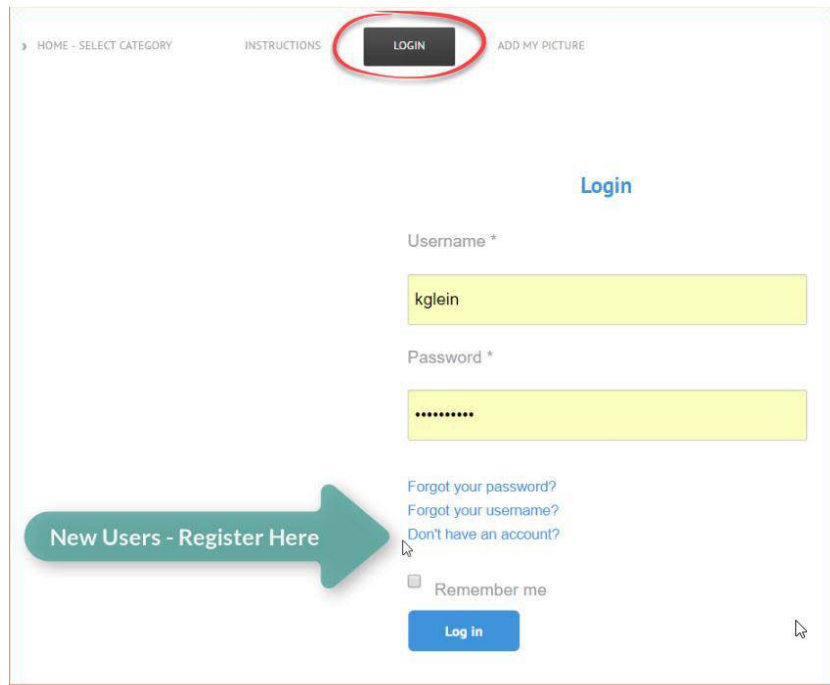 › HOME - SELECT CATEGORY INSTRUCTIONS LOGIN ADD MY PICTURE
Login
Username *
kglein
Password *
••••••••••
Forgot your password?
Forgot your username?
New Users - Register Here Don't have an account?
Remember me
Log in